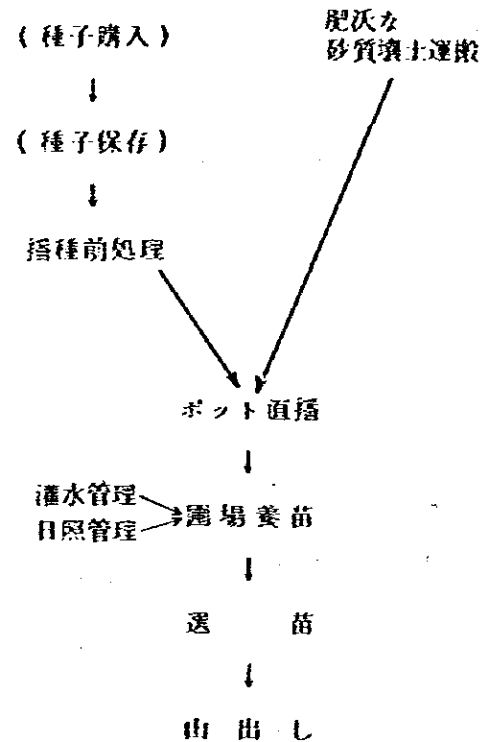 (種子購入)
肥沃な
砂質壌土運搬
(種子保存)
播種前処理
ポット直播
灌水管理
日照管理
圃場養苗
選苗
山出し